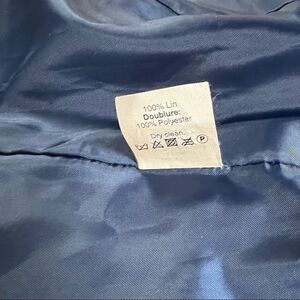 100% Lin
Doublure:
100% Polyester
Dry clean.
P